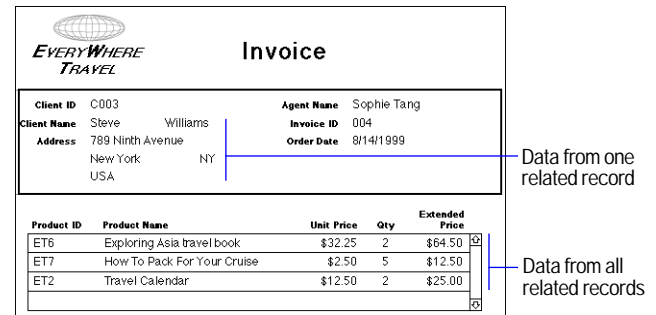 EVERYWHERE
TRAVEL
Invoice
Client ID C003 Agent Name Sophie Tang
Client Name Steve Williams Invoice ID 004
Address 789 Ninth Avenue Order Date 8/14/1999
New York NY
USA
Data from one
related record
Product ID Product Name Unit Price Qty Extended
Price
ET6 Exploring Asia travel book $32.25 2 $64.50
ET7 How To Pack For Your Cruise $2.50 5 $12.50
ET2 Travel Calendar $12.50 2 $25.00
Data from all
related records